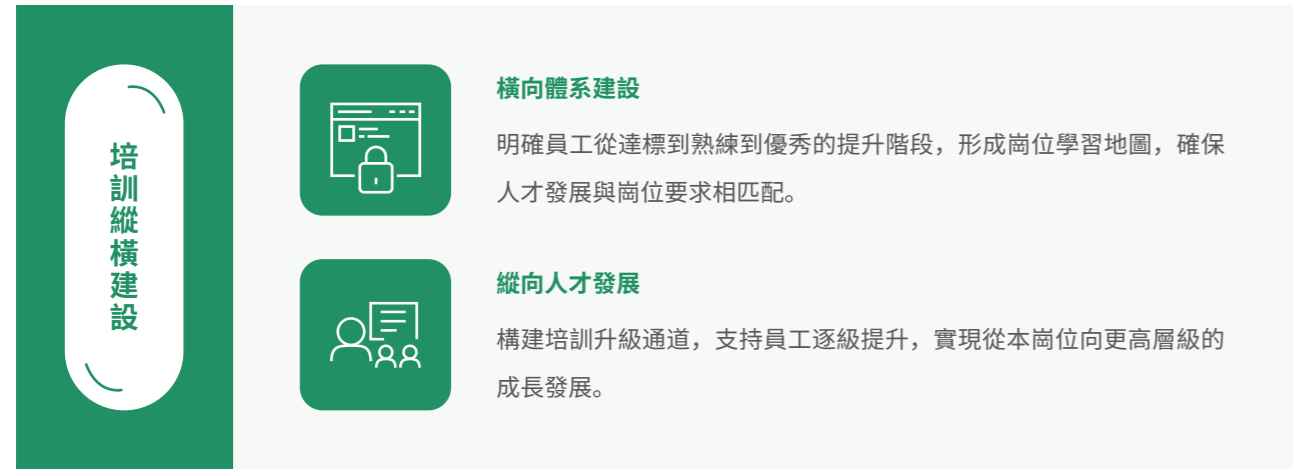 培訓縱橫建設
橫向體系建設
明確員工從達標到熟練到優秀的提升階段，形成崗位學習地圖，確保
人才發展與崗位要求相匹配。
縱向人才發展
構建培訓升級通道，支持員工逐級提升，實現從本崗位向更高層級的
成長發展。